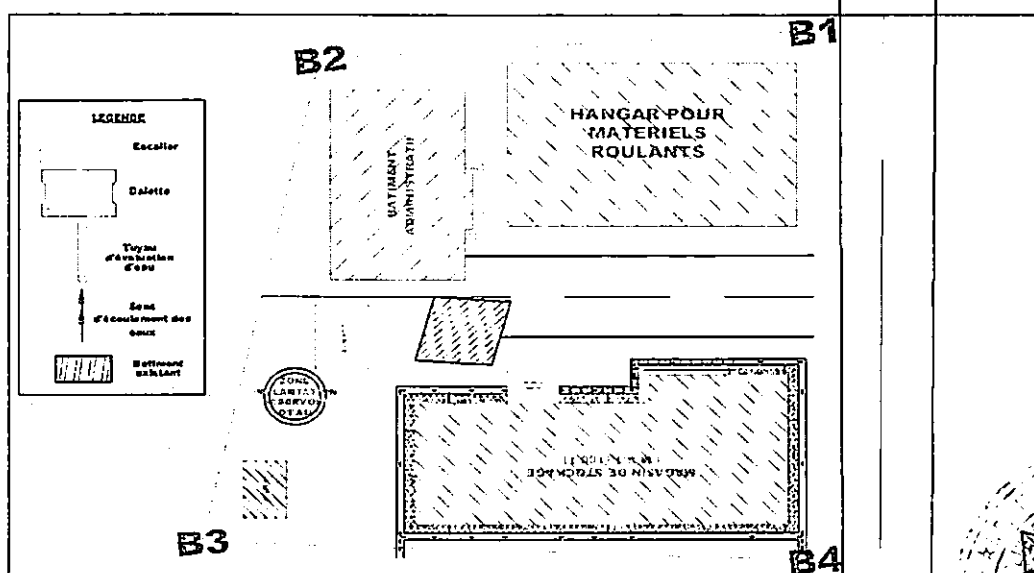 B1
B2
HANGAR POUR
MATERIELS
ROULANTS
BATIMENT
ADMINISTRATIF
LEGENDE
Escalier
Dalette
Tuyau
d'évacuation
d'eau
Sens
d'écoulement des
eaux
Batiment
existant
ZONE
MAGASIN DE STOCKAGE
B3
B4